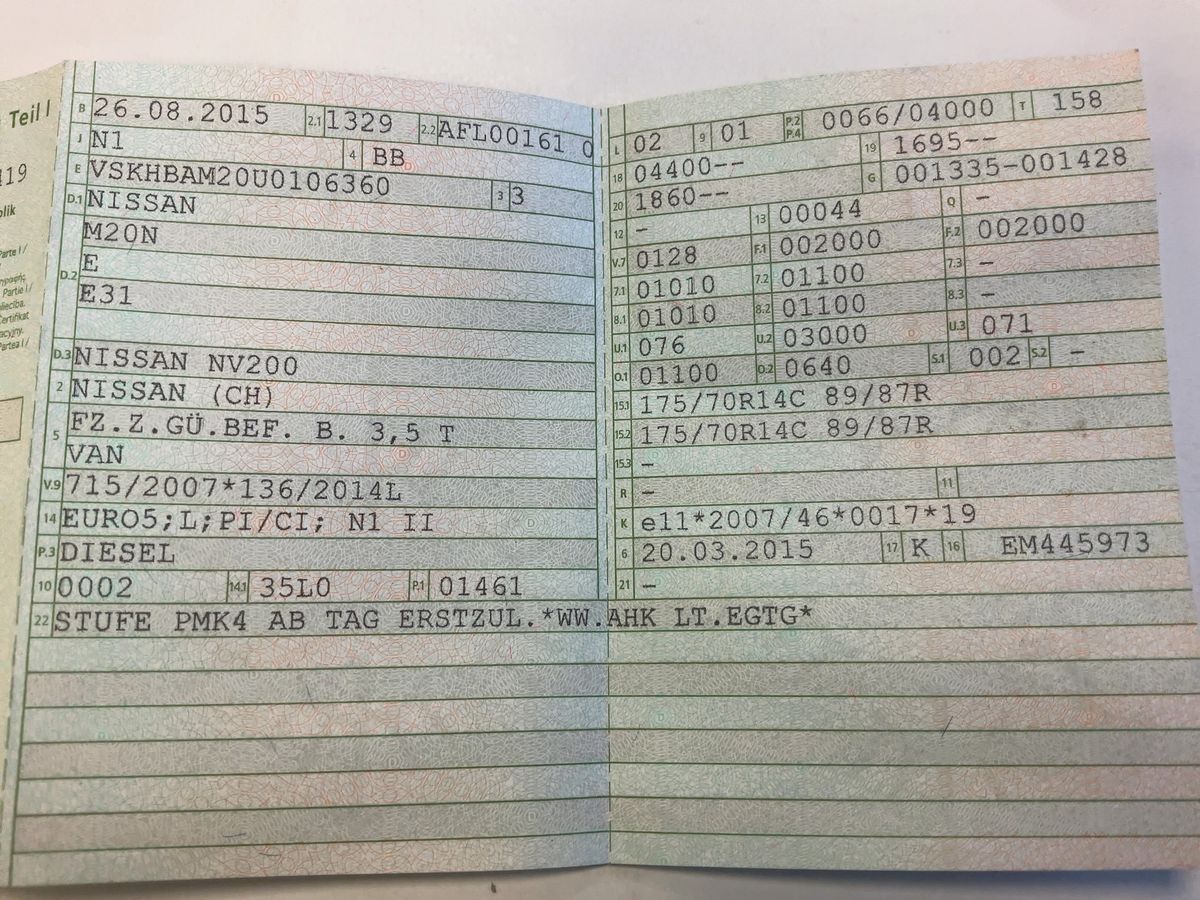 Teil I
419
blik
Parte I /
Partie I /
Certifikat
Partea I /
B 26.08.2015 2.1 1329 2.2 AFL00161 0
J N1 4 BB
E VSKHBAM20U0106360 3 3
D.1 NISSAN
M20N
D.2 E
E31
D.3 NISSAN NV200
2 NISSAN (CH)
5 FZ.Z.GÜ.BEF. B. 3,5 T
VAN
V.9 715/2007*136/2014L
14 EURO5;L;PI/CI; N1 II
P.3 DIESEL
10 0002 14.1 35L0 P.1 01461
22 STUFE PMK4 AB TAG ERSTZUL.*WW.AHK LT.EGTG*
L 02 9 01 P.2 P.4 0066/04000 T 158
18 04400-- 19 1695--
20 1860-- G 001335-001428
12 – 13 00044 Q –
V.7 0128 F.1 002000 F.2 002000
7.1 01010 7.2 01100 7.3 –
8.1 01010 8.2 01100 8.3 –
U.1 076 U.2 03000 U.3 071
O.1 01100 O.2 0640 S.1 002 S.2 –
15.1 175/70R14C 89/87R
15.2 175/70R14C 89/87R
15.3 –
R – 11
K e11*2007/46*0017*19
6 20.03.2015 17 K 16 EM445973
21 –